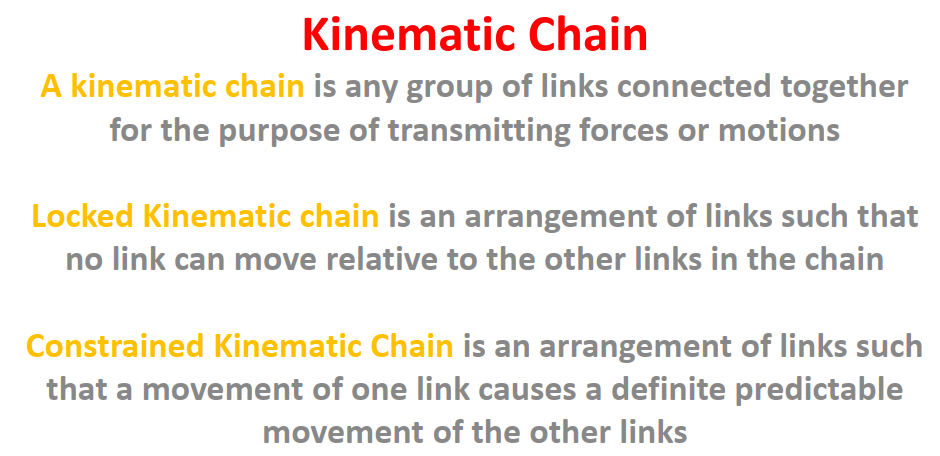 Kinematic Chain
A kinematic chain is any group of links connected together
for the purpose of transmitting forces or motions
Locked Kinematic chain is an arrangement of links such that
no link can move relative to the other links in the chain
Constrained Kinematic Chain is an arrangement of links such
that a movement of one link causes a definite predictable
movement of the other links